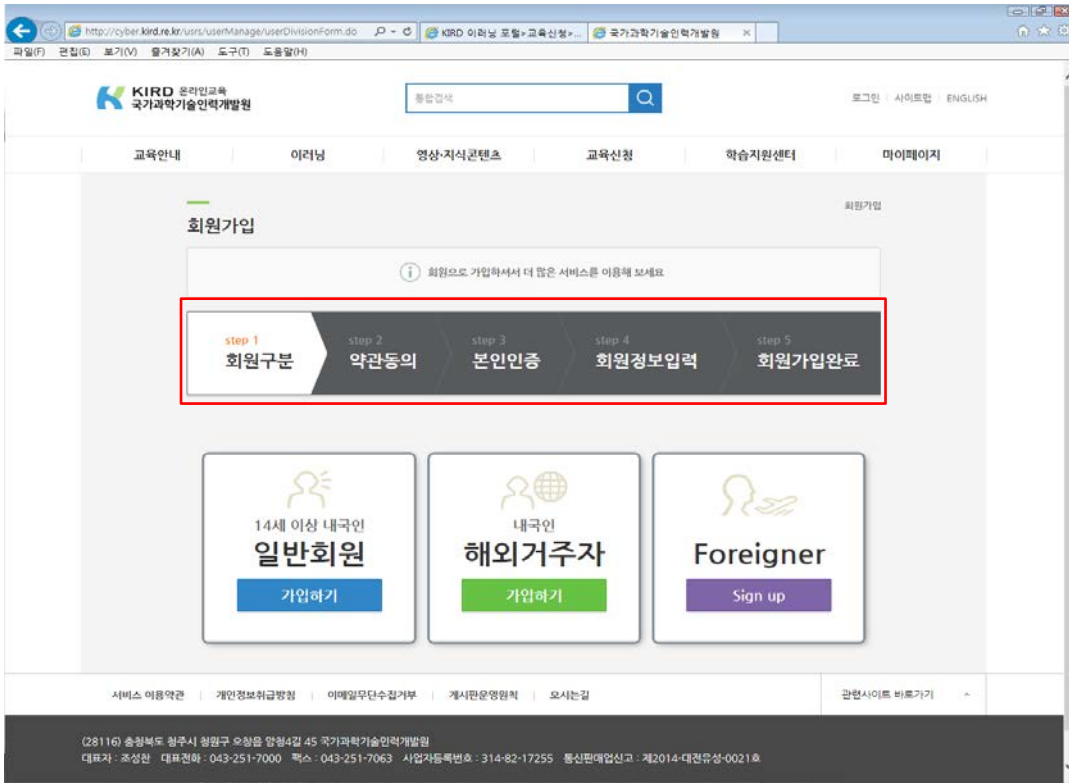 http://cyber.kird.re.kr/usrs/userManage/userDivisionForm.do
KIRD 이러닝 포털>교육신청>...
국가과학기술인력개발원
파일(F) 편집(E) 보기(V) 즐겨찾기(A) 도구(T) 도움말(H)
KIRD 온라인교육
국가과학기술인력개발원
통합검색
로그인 사이트맵 ENGLISH
교육안내 이러닝 영상·지식콘텐츠 교육신청 학습지원센터 마이페이지
회원가입
회원가입
회원으로 가입하셔서 더 많은 서비스를 이용해 보세요
step 1 step 2 step 3 step 4 step 5
회원구분 약관동의 본인인증 회원정보입력 회원가입완료
14세 이상 내국인
일반회원
가입하기
내국인
해외거주자
가입하기
Foreigner
Sign up
서비스 이용약관 개인정보취급방침 이메일무단수집거부 게시판운영원칙 오시는길
관련사이트 바로가기
(28116) 충청북도 청주시 청원구 오창읍 양청4길 45 국가과학기술인력개발원
대표자 : 조성찬 대표전화 : 043-251-7000 팩스 : 043-251-7063 사업자등록번호 : 314-82-17255 통신판매업신고 : 제2014-대전유성-0021호